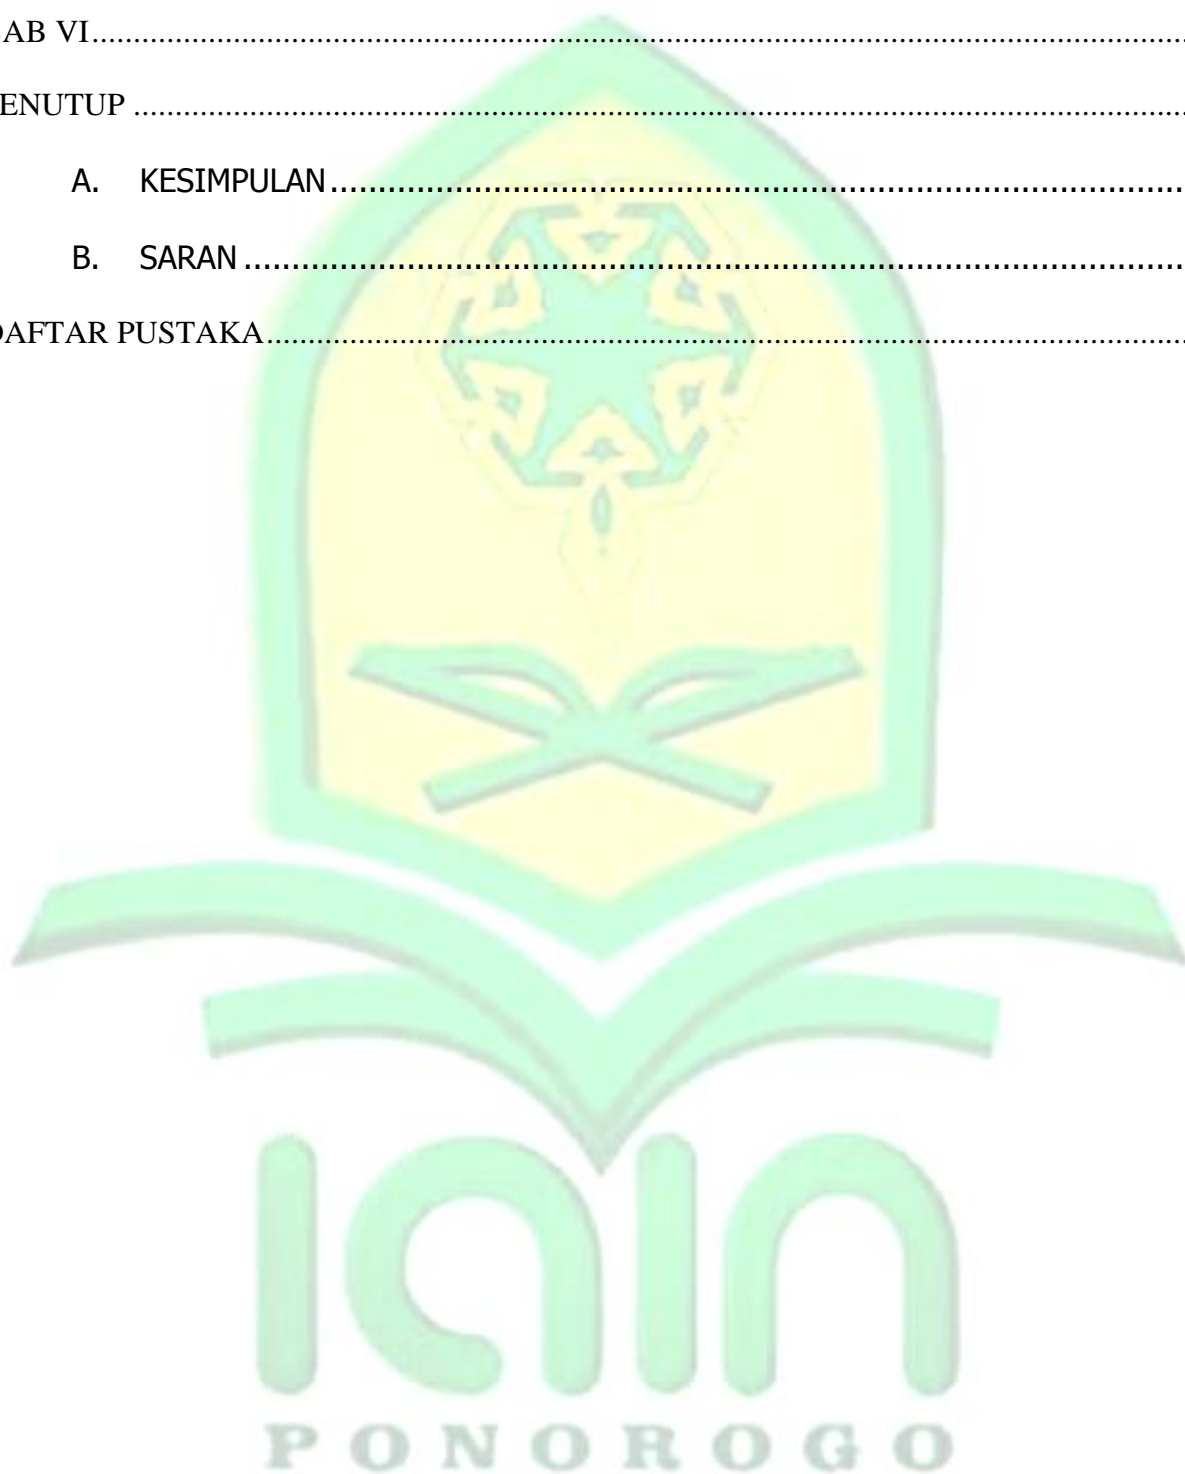 AB VI........................................................................................................................................
ENUTUP ..................................................................................................................................
A. KESIMPULAN.........................................................................................
B. SARAN ..................................................................................................
DAFTAR PUSTAKA................................................................................................................
iain
PONOROGO